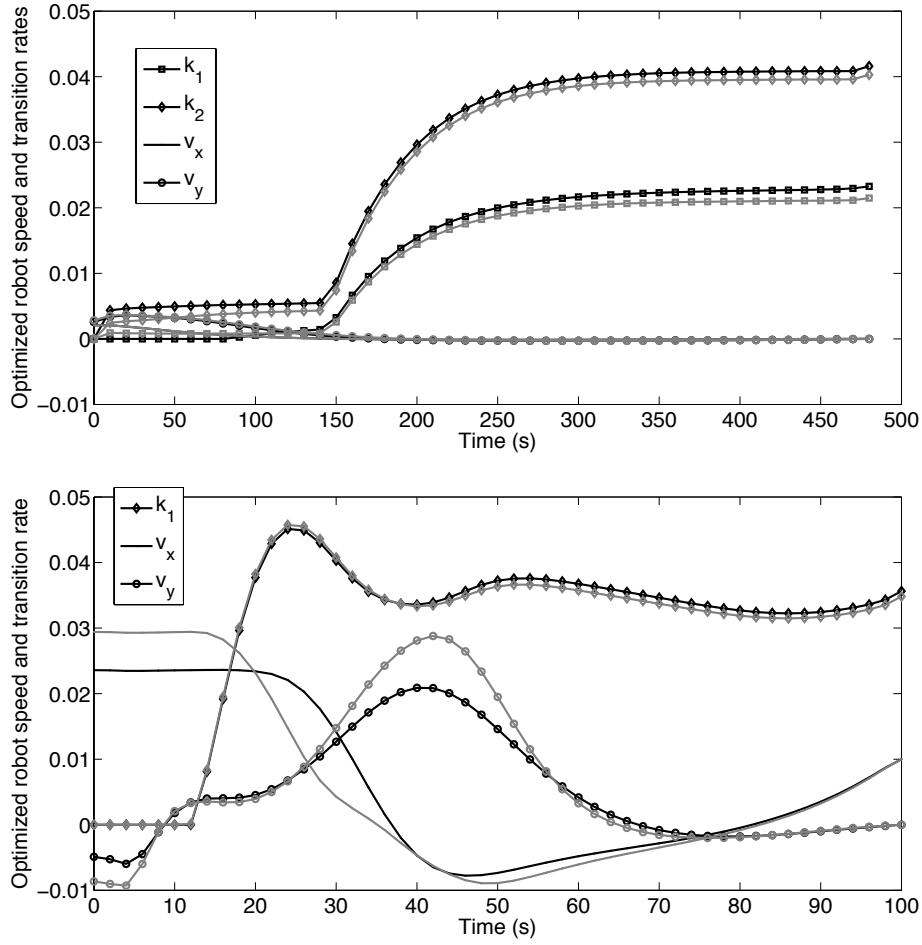 Optimized robot speed and transition rates
0.05
0.04
0.03
0.02
0.01
0
−0.01
k1
k2
vx
vy
0 50 100 150 200 250 300 350 400 450 500
Time (s)
Optimized robot speed and transition rate
0.05
0.04
0.03
0.02
0.01
0
−0.01
k1
vx
vy
0 10 20 30 40 50 60 70 80 90 100
Time (s)